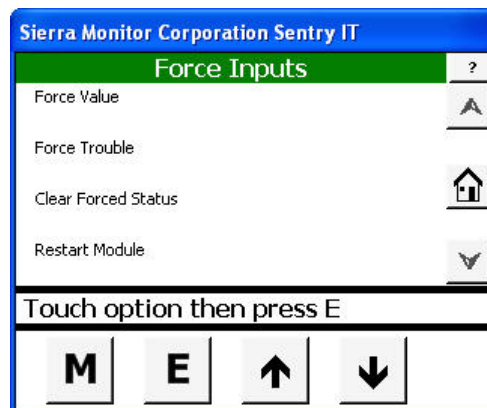 Sierra Monitor Corporation Sentry IT
Force Inputs
?
Force Value
Force Trouble
Clear Forced Status
Restart Module
Touch option then press E
M E